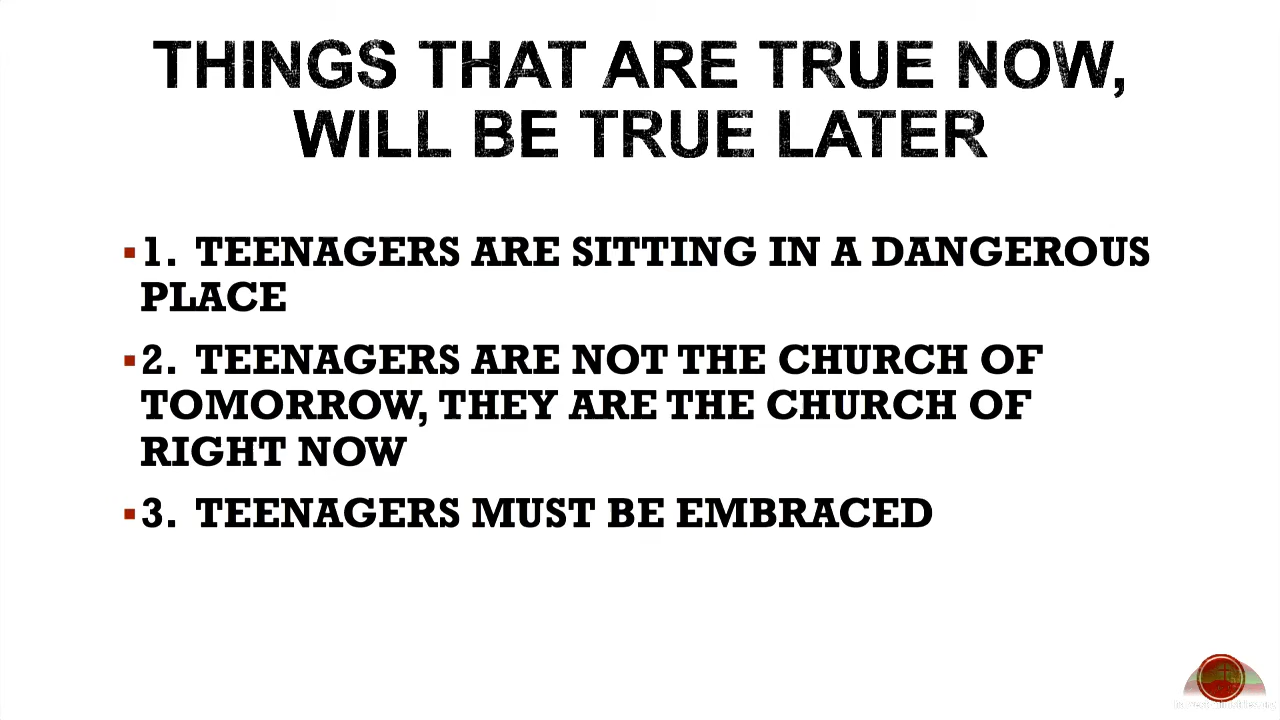 THINGS THAT ARE TRUE NOW,
WILL BE TRUE LATER
1. TEENAGERS ARE SITTING IN A DANGEROUS
PLACE
2. TEENAGERS ARE NOT THE CHURCH OF
TOMORROW, THEY ARE THE CHURCH OF
RIGHT NOW
3. TEENAGERS MUST BE EMBRACED